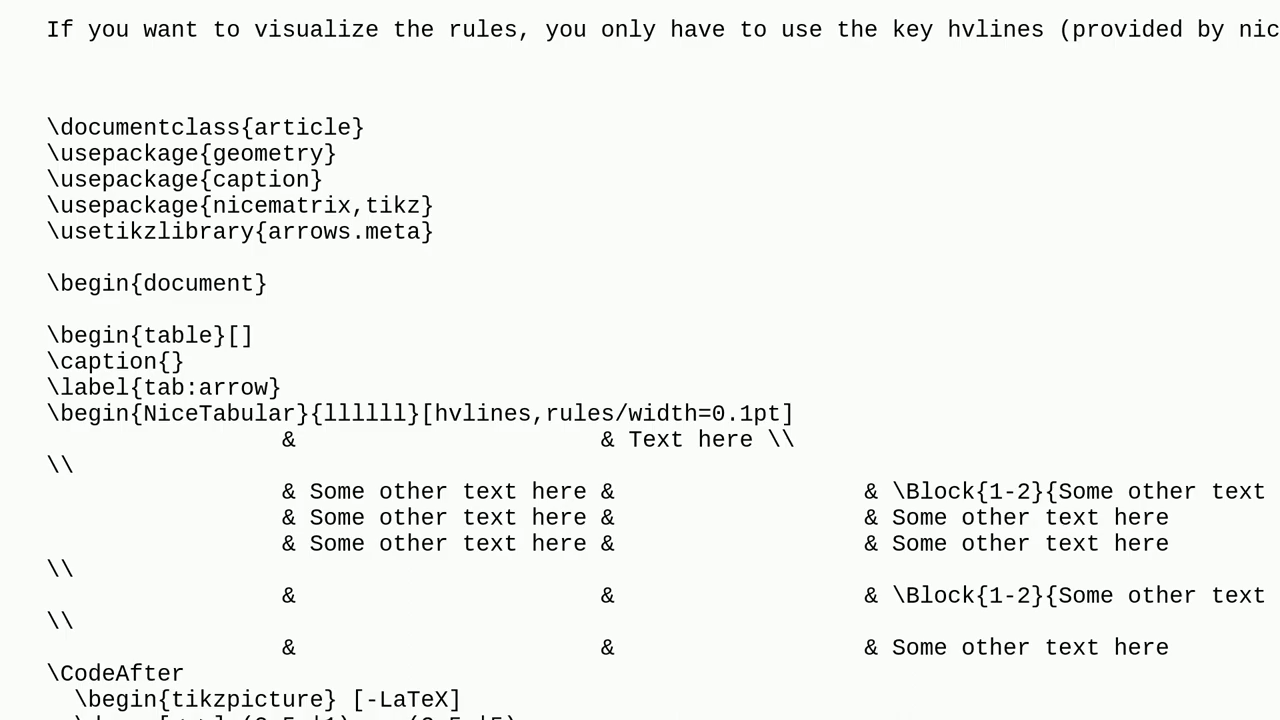 If you want to visualize the rules, you only have to use the key hvlines (provided by
\documentclass{article}
\usepackage{geometry}
\usepackage{caption}
\usepackage{nicematrix,tikz}
\usetikzlibrary{arrows.meta}
\begin{document}
\begin{table}[]
\caption{}
\label{tab:arrow}
\begin{NiceTabular}{llllll}[hvlines,rules/width=0.1pt]
& & Text here \\
\\
& Some other text here & & \Block{1-2}{Some other text
& Some other text here & & Some other text here
& Some other text here & & Some other text here
\\
& & & \Block{1-2}{Some other text
\\
& & & Some other text here
\CodeAfter
\begin{tikzpicture} [-LaTeX]